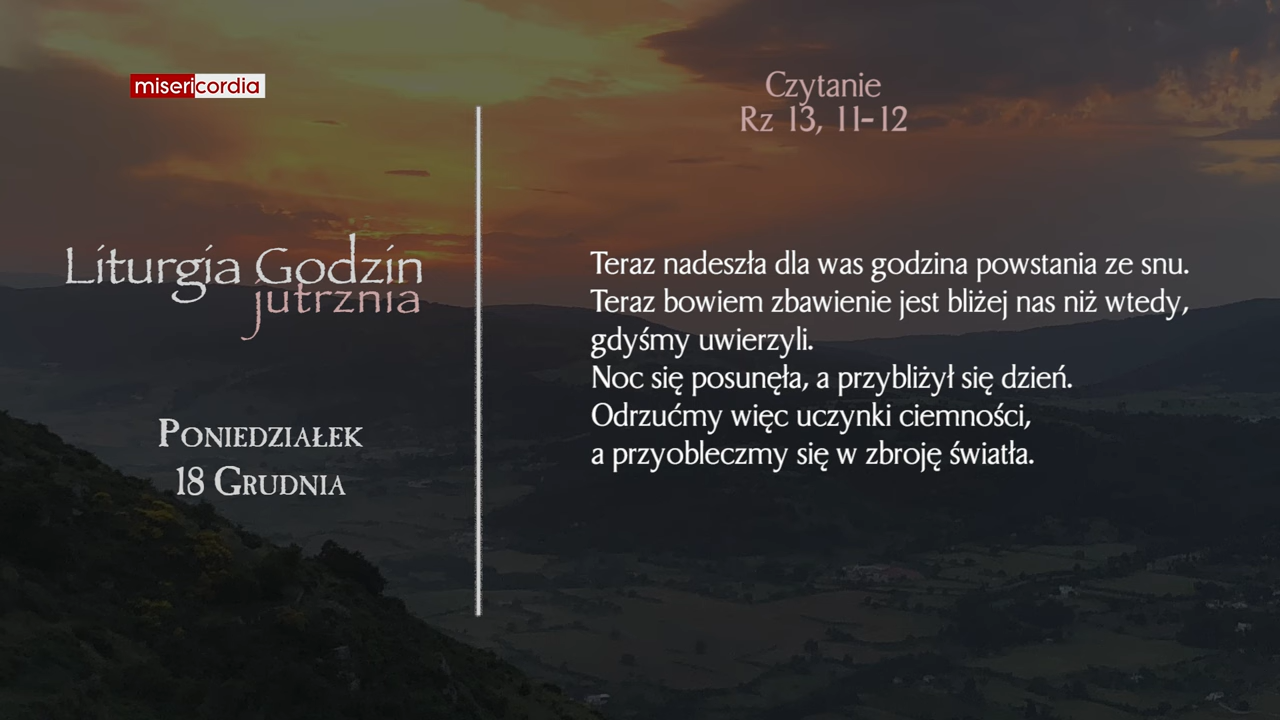 misericordia
Liturgia Godzin
jutrznia
Poniedziałek
18 Grudnia
Czytanie
Rz 13, 11-12
Teraz nadeszła dla was godzina powstania ze snu.
Teraz bowiem zbawienie jest bliżej nas niż wtedy,
gdyśmy uwierzyli.
Noc się posunęła, a przybliżył się dzień.
Odrzućmy więc uczynki ciemności,
a przyobleczmy się w zbroję światła.